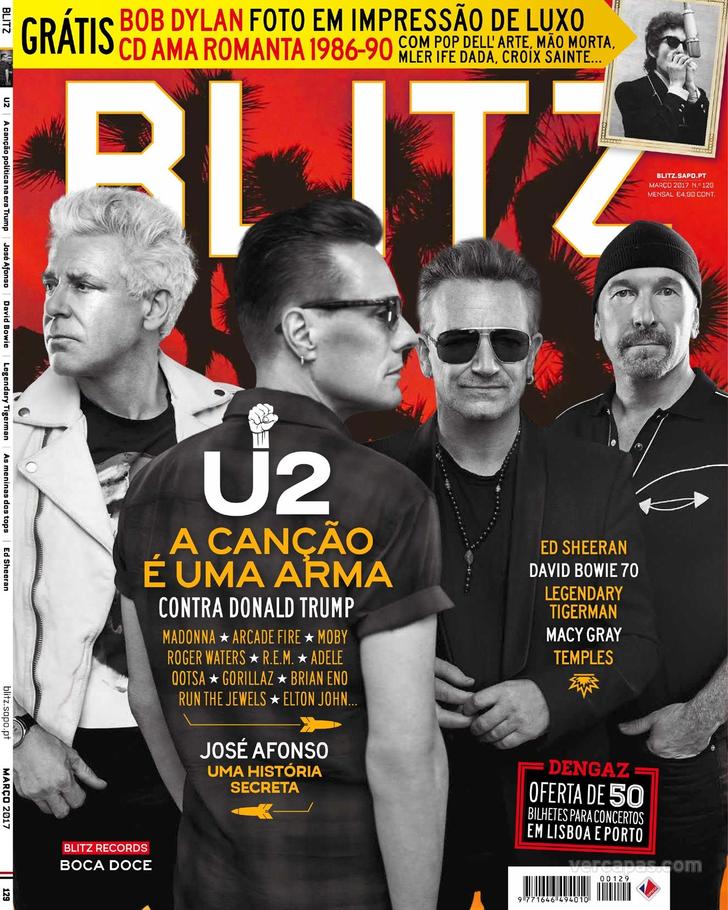 GRÁTIS
BOB DYLAN FOTO EM IMPRESSÃO DE LUXO
CD AMA ROMANTA 1986-90
COM POP DELL'ARTE, MÃO MORTA,
MLER IFE DADA, CROIX SAINTE...
BLITZ
BLITZ.SAPO.PT
MARÇO 2017 N.º 129
MENSAL €4,90 CONT.
U2
A CANÇÃO
É UMA ARMA
CONTRA DONALD TRUMP
MADONNA ★ ARCADE FIRE ★ MOBY
ROGER WATERS ★ R.E.M. ★ ADELE
QOTSA ★ GORILLAZ ★ BRIAN ENO
RUN THE JEWELS ★ ELTON JOHN...
JOSÉ AFONSO
UMA HISTÓRIA
SECRETA
ED SHEERAN
DAVID BOWIE 70
LEGENDARY
TIGERMAN
MACY GRAY
TEMPLES
DENGAZ
OFERTA DE 50
BILHETES PARA CONCERTOS
EM LISBOA E PORTO
BLITZ RECORDS
BOCA DOCE
vercapas.com
00129
9 771646 494010
BLITZ
U2 | A canção política na era Trump | José Afonso | David Bowie | Legendary Tigerman | As meninas dos tops | Ed Sheeran
blitz.sapo.pt
MARÇO 2017
129